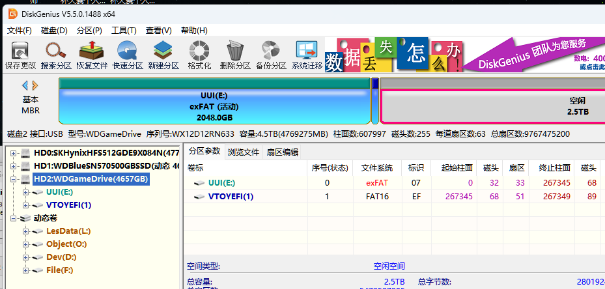 DiskGenius V5.5.0.1488 x64
文件(F) 磁盘(D) 分区(P) 工具(T) 查看(V) 帮助(H)
保存更改 搜索分区 恢复文件 快速分区 新建分区 格式化 删除分区 备份分区 系统迁移
数据丢失怎么办!
DiskGenius 团队为您服务
致电: 400
基本
MBR
UUI(E:)
exFAT (活动)
2048.0GB
空闲
2.5TB
磁盘2 接口:USB 型号:WDGameDrive 序列号:WX12D12RN633 容量:4.5TB(4769275MB) 柱面数:607997 磁头数:255 每道扇区数:63 总扇区数:9767475200
HD0:SKHynixHFS512GDE9X084N(477
HD1:WDBlueSN570500GBSSD(动态 46
HD2:WDGameDrive(4657GB)
UUI(E:)
VTOYEFI(1)
动态卷
LesData(L:)
Object(O:)
Dev(D:)
File(F:)
分区参数 浏览文件 扇区编辑
卷标 序号(状态) 文件系统 标识 起始柱面 磁头 扇区 终止柱面 磁头
UUI(E:) 0 exFAT 07 0 32 33 267345 68
VTOYEFI(1) 1 FAT16 EF 267345 68 51 267349 89
空闲类型: 空闲空间
总容量: 2.5TB 总字节数: 280192